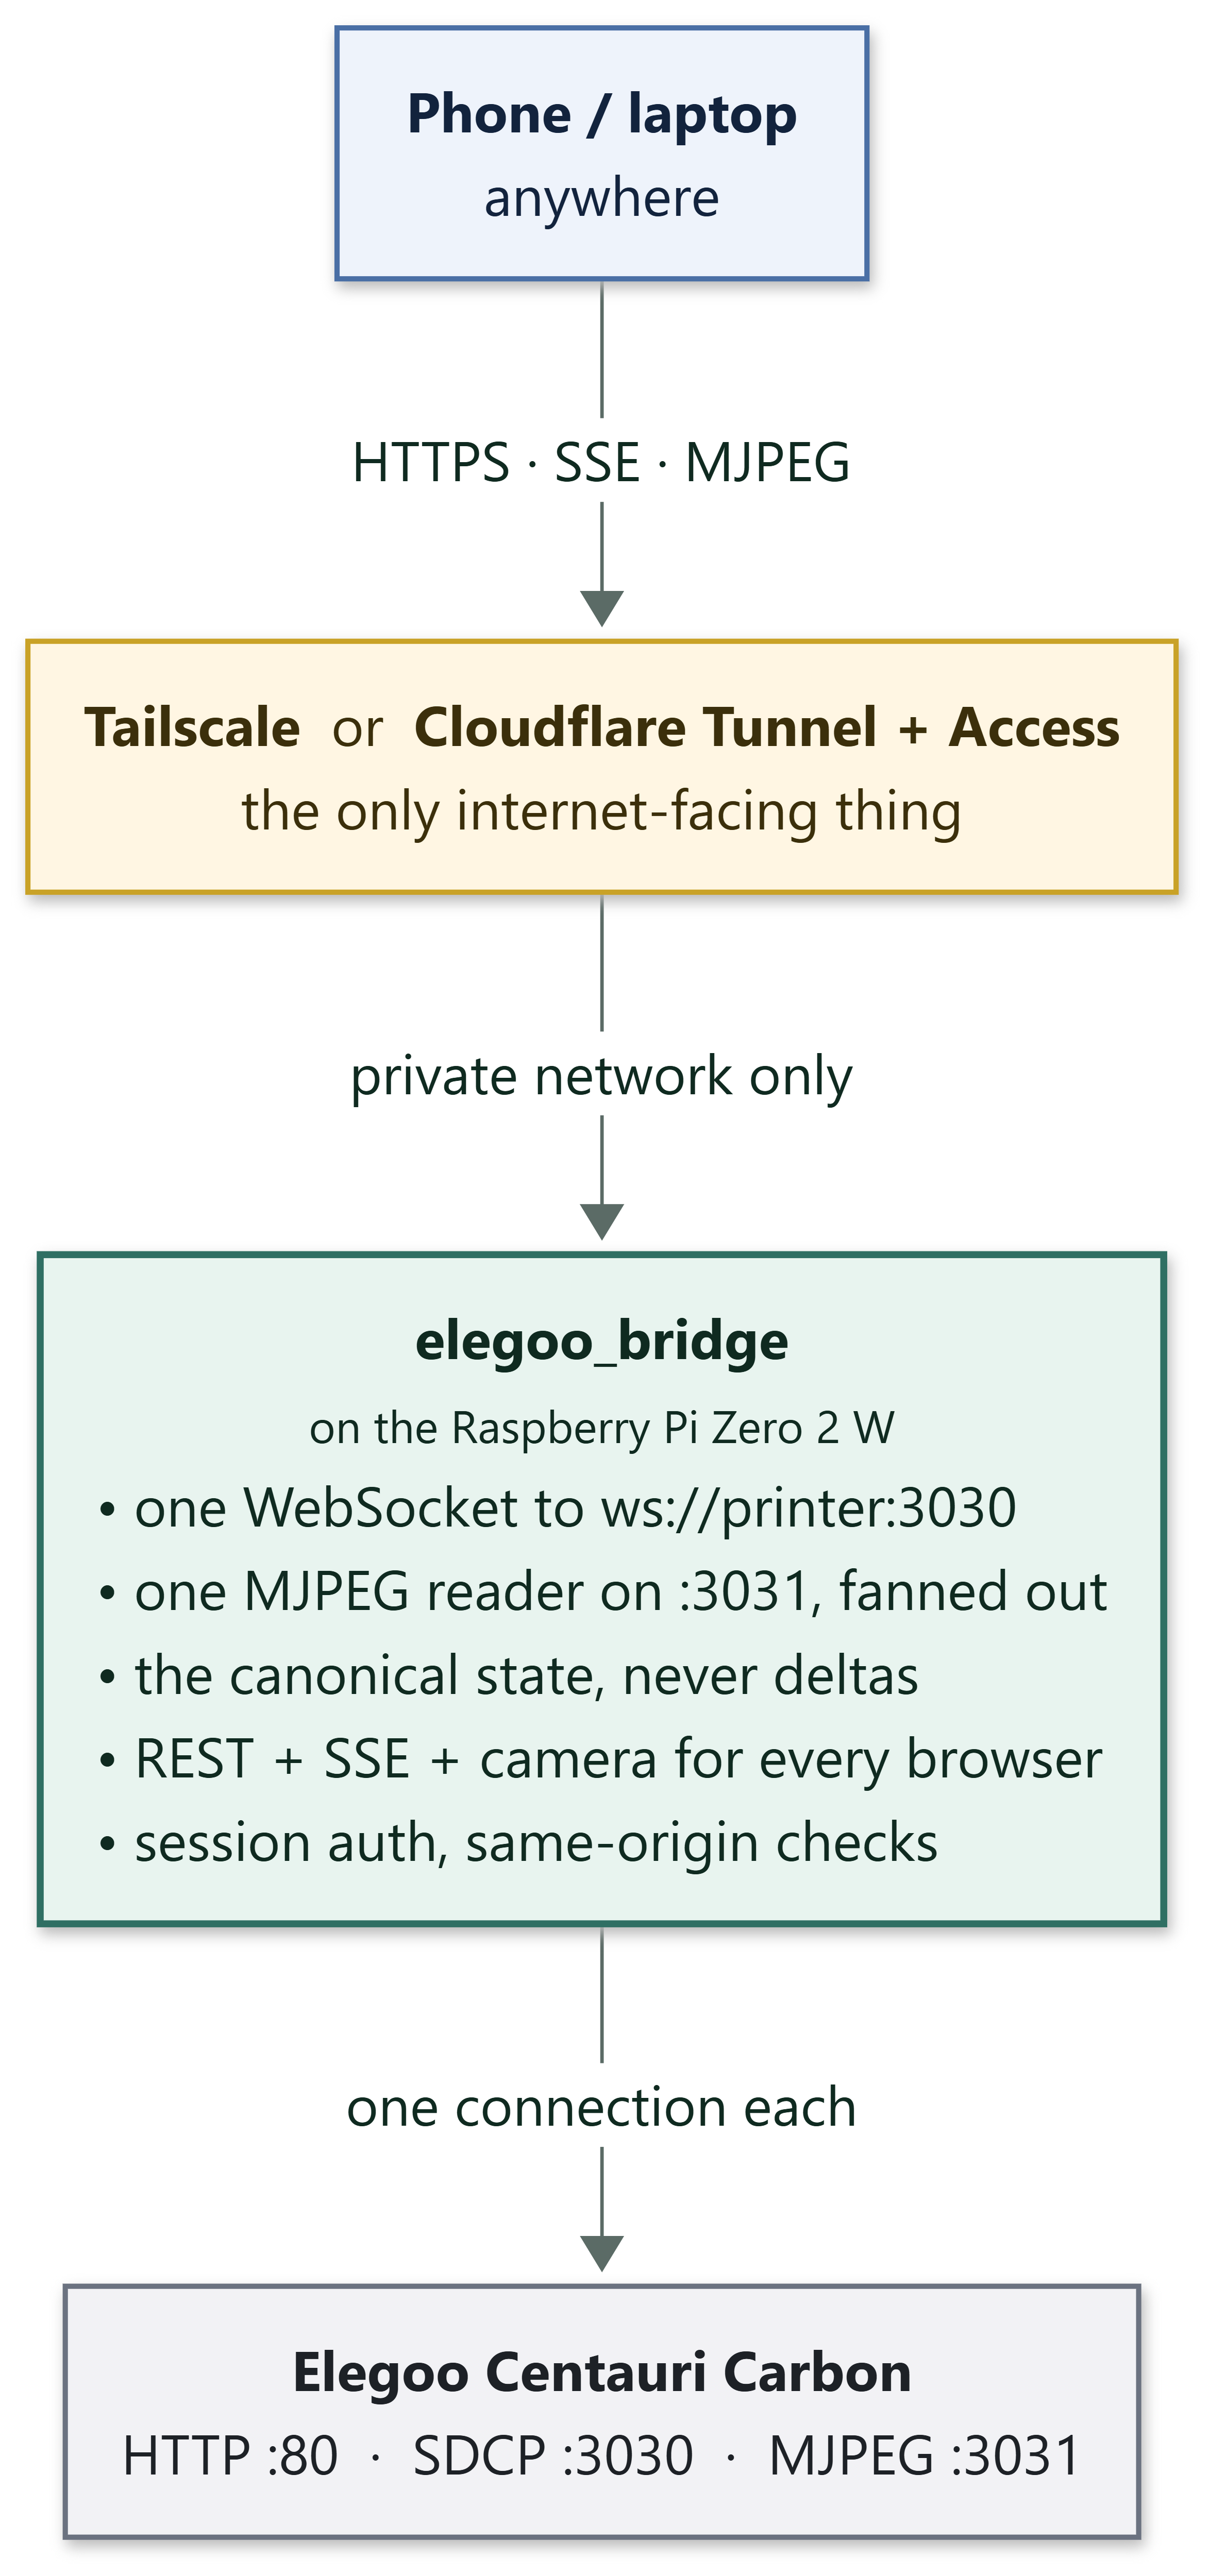 Phone / laptop
anywhere
HTTPS · SSE · MJPEG
Tailscale or Cloudflare Tunnel + Access
the only internet-facing thing
private network only
elegoo_bridge
on the Raspberry Pi Zero 2 W
• one WebSocket to ws://printer:3030
• one MJPEG reader on :3031, fanned out
• the canonical state, never deltas
• REST + SSE + camera for every browser
• session auth, same-origin checks
one connection each
Elegoo Centauri Carbon
HTTP :80 · SDCP :3030 · MJPEG :3031